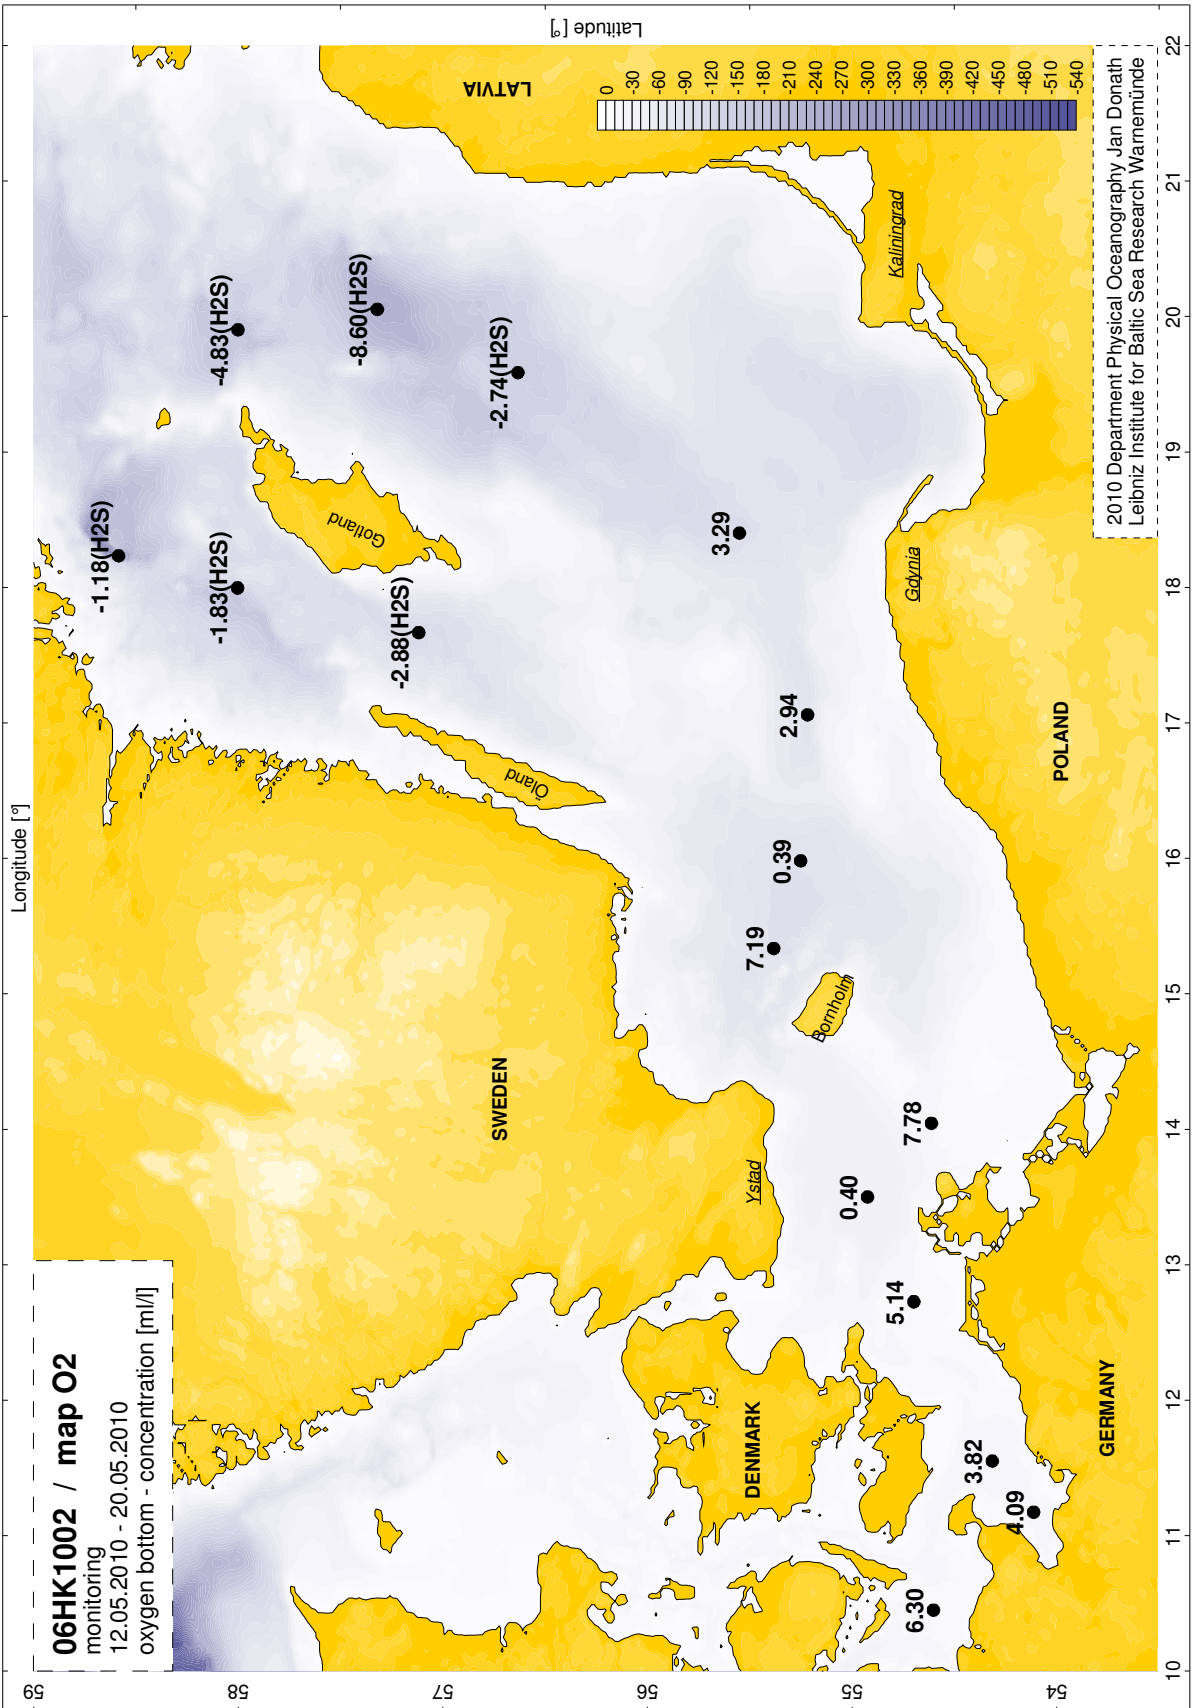 06HK1002 / map O2
monitoring
12.05.2010 - 20.05.2010
oxygen bottom - concentration [ml/l]
Longitude [°]
Latitude [°]
59
58
57
56
55
54
10
11
12
13
14
15
16
17
18
19
20
21
22
-1.18(H2S)
-4.83(H2S)
-1.83(H2S)
-8.60(H2S)
-2.88(H2S)
-2.74(H2S)
3.29
2.94
0.39
7.19
7.78
0.40
5.14
3.82
4.09
6.30
SWEDEN
DENMARK
GERMANY
POLAND
LATVIA
Gotland
Öland
Bornholm
Ystad
Gdynia
Kaliningrad
0
-30
-60
-90
-120
-150
-180
-210
-240
-270
-300
-330
-360
-390
-420
-450
-480
-510
-540
2010 Department Physical Oceanography Jan Donath
Leibniz Institute for Baltic Sea Research Warnemünde